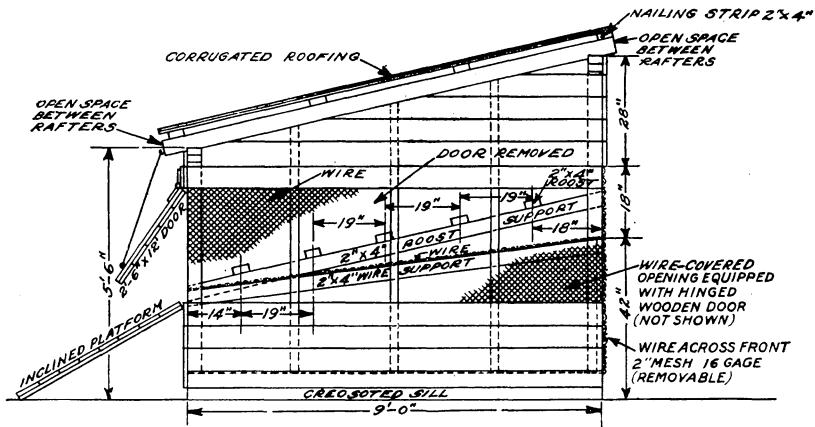 NAILING STRIP 2"x4"
OPEN SPACE
BETWEEN
RAFTERS
CORRUGATED ROOFING
OPEN SPACE
BETWEEN
RAFTERS
28"
DOOR REMOVED
WIRE
2"x4"
ROOST
19"
19"
19"
SUPPORT
18"
18"
2'-6"x12" DOOR
ROOST
2"x4"
WIRE
2"x4" WIRE SUPPORT
5'-6"
42"
WIRE-COVERED
OPENING EQUIPPED
WITH HINGED
WOODEN DOOR
(NOT SHOWN)
14"
19"
INCLINED PLATFORM
WIRE ACROSS FRONT
2" MESH 16 GAGE
(REMOVABLE)
CREOSOTED SILL
9'-0"